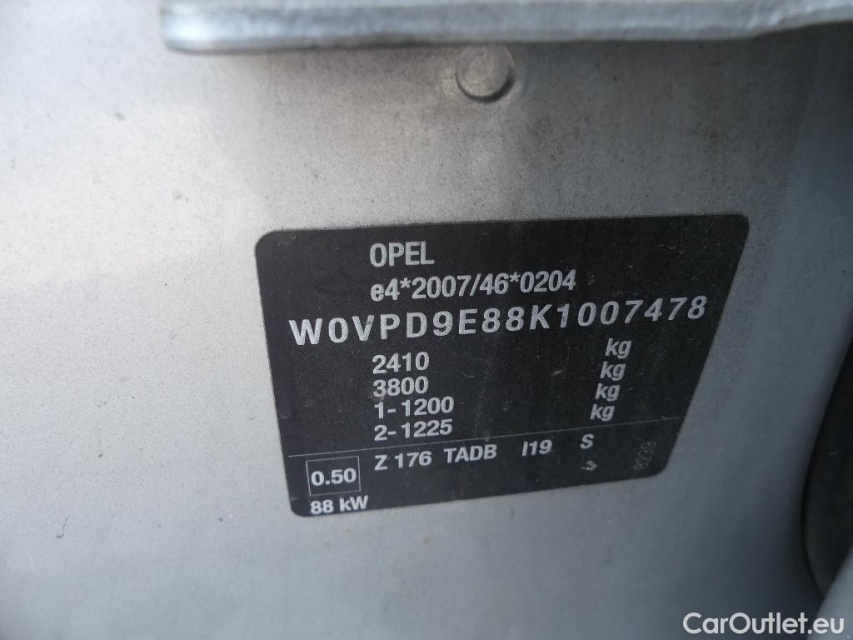 OPEL
e4*2007/46*0204
W0VPD9E88K1007478
2410 kg
3800 kg
1-1200 kg
2-1225 kg
0.50 Z 176 TADB I19 S
88 kW
CarOutlet.eu